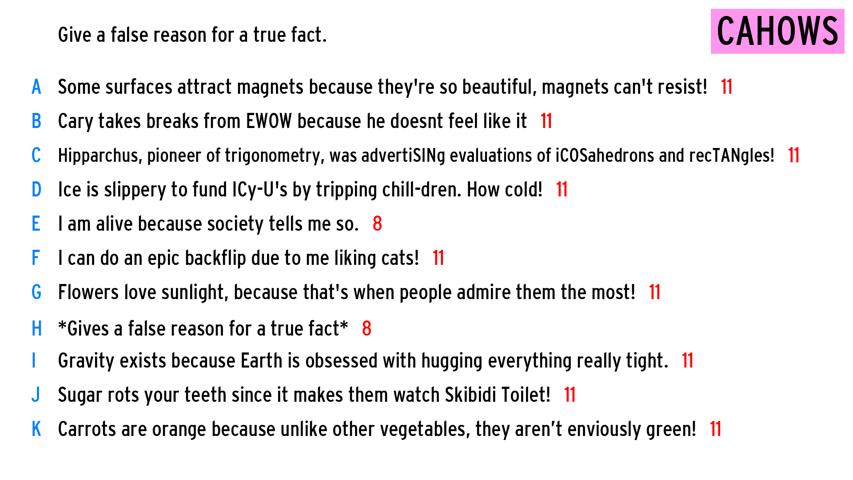 Give a false reason for a true fact.
CAHOWS
A Some surfaces attract magnets because they're so beautiful, magnets can't resist! 11
B Cary takes breaks from EWOW because he doesnt feel like it 11
C Hipparchus, pioneer of trigonometry, was advertiSINg evaluations of iCOSahedrons and recTANgles! 11
D Ice is slippery to fund ICy-U's by tripping chill-dren. How cold! 11
E I am alive because society tells me so. 8
F I can do an epic backflip due to me liking cats! 11
G Flowers love sunlight, because that's when people admire them the most! 11
H *Gives a false reason for a true fact* 8
I Gravity exists because Earth is obsessed with hugging everything really tight. 11
J Sugar rots your teeth since it makes them watch Skibidi Toilet! 11
K Carrots are orange because unlike other vegetables, they aren’t enviously green! 11